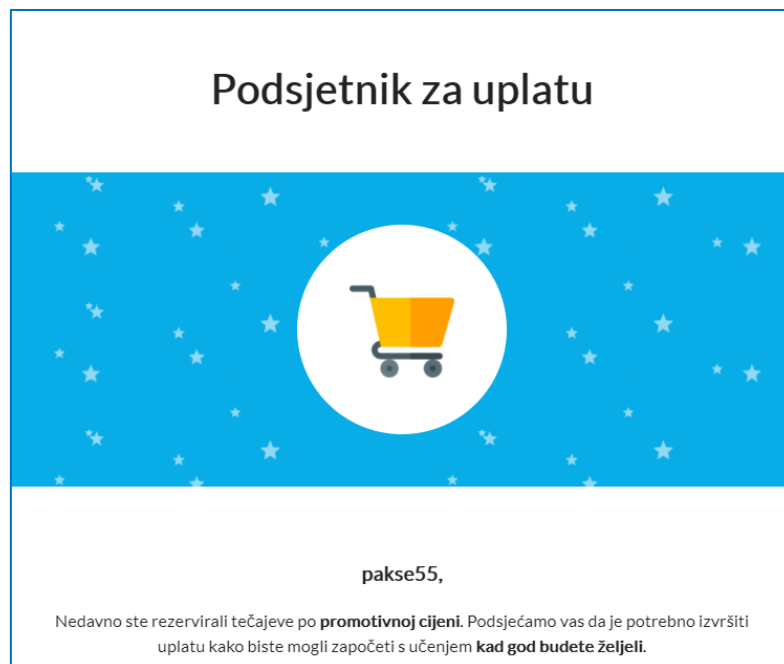 Podsjetnik za uplatu
pakse55,
Nedavno ste rezervirali tečajeve po promotivnoj cijeni. Podsjećamo vas da je potrebno izvršiti
uplatu kako biste mogli započeti s učenjem kad god budete željeli.